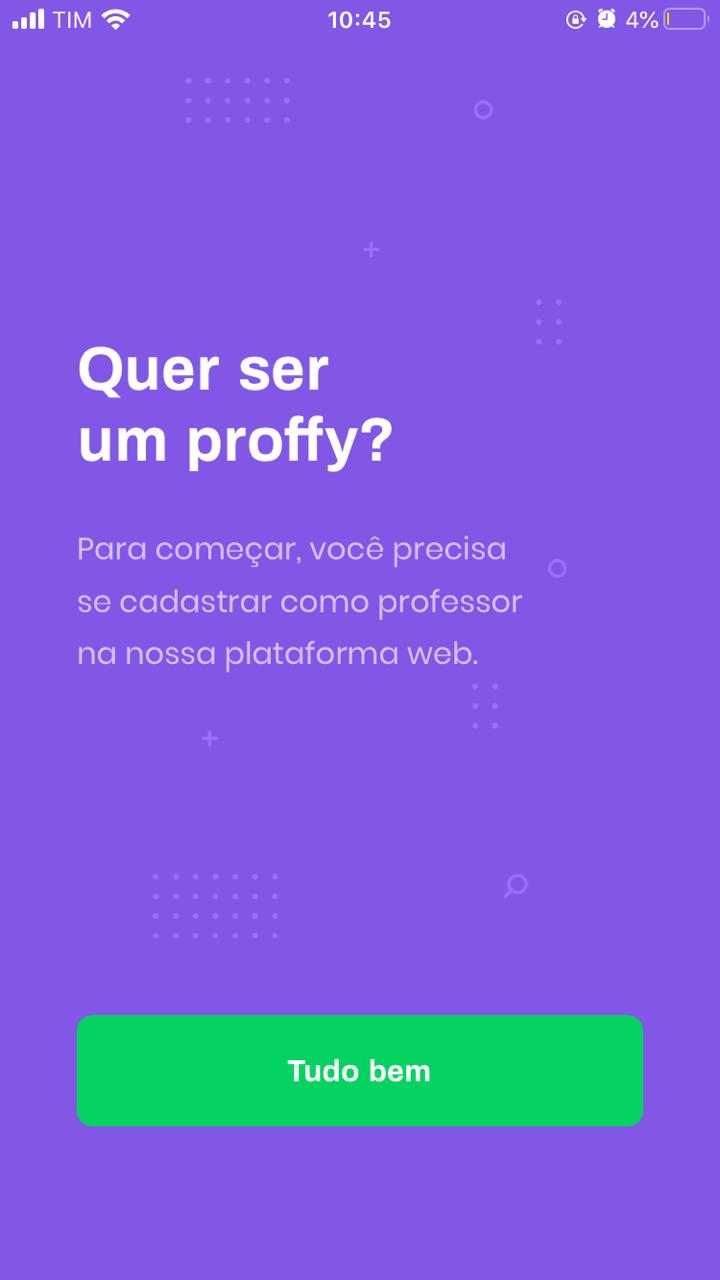 TIM 10:45 4%
Quer ser
um proffy?
Para começar, você precisa
se cadastrar como professor
na nossa plataforma web.
Tudo bem